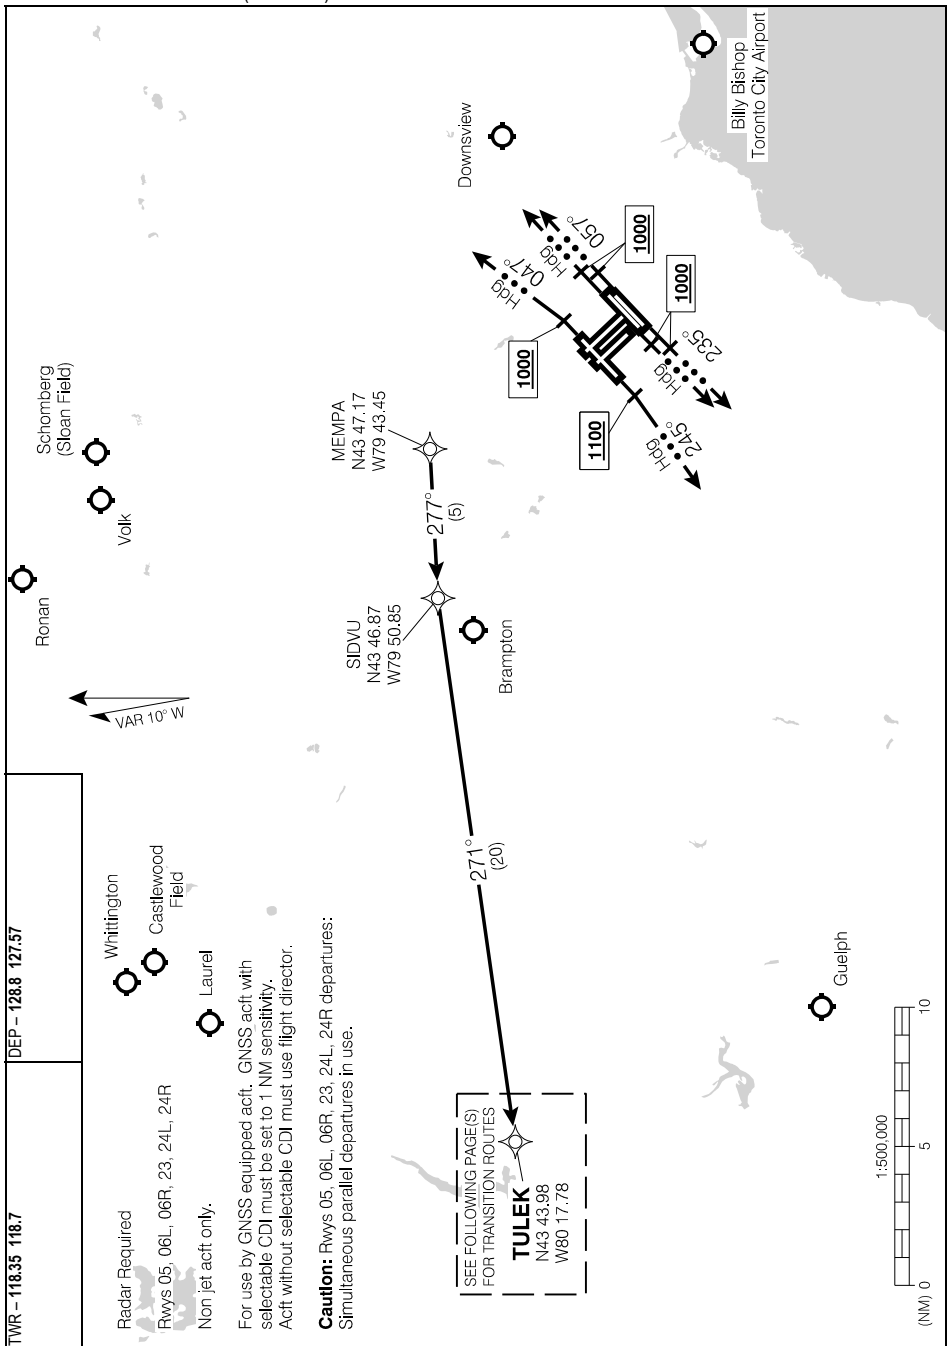 TWR – 118.35 118.7
DEP – 128.8 127.57
Radar Required
Rwys 05, 06L, 06R, 23, 24L, 24R
Non jet acft only.
For use by GNSS equipped acft. GNSS acft with
selectable CDI must be set to 1 NM sensitivity.
Acft without selectable CDI must use flight director.
Caution: Rwys 05, 06L, 06R, 23, 24L, 24R departures:
Simultaneous parallel departures in use.
Whittington
Castlewood
Field
Laurel
VAR 10° W
Ronan
Volk
Schomberg
(Sloan Field)
SEE FOLLOWING PAGE(S)
FOR TRANSITION ROUTES
TULEK
N43 43.98
W80 17.78
271°
(20)
SIDVU
N43 46.87
W79 50.85
277°
(5)
MEMPA
N43 47.17
W79 43.45
Brampton
Downsview
Hdg 047°
1000
Hdg 057°
1000
1000
Hdg 235°
1100
Hdg 245°
Billy Bishop
Toronto City Airport
Guelph
1:500,000
(NM) 0 5 10